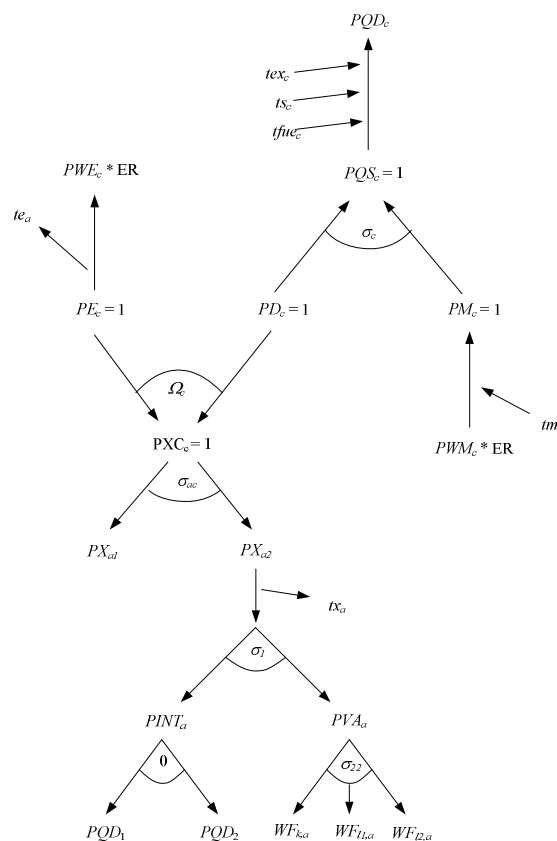 PQD_c
tex_c
ts_c
tfue_c
PWE_c * ER
PQS_c = 1
te_a
σ_c
PE_c = 1
PD_c = 1
PM_c = 1
Ω_c
tm
PXC_c = 1
PWM_c * ER
σ_ac
PX_a1
PX_a2
tx_a
σ_1
PINT_a
PVA_a
0
σ_22
PQD_1
PQD_2
WF_k,a
WF_l1,a
WF_l2,a